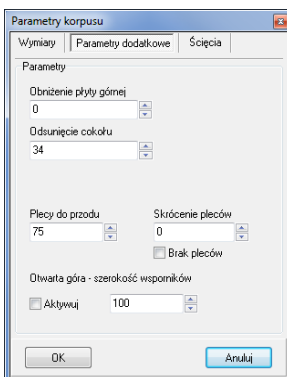 Parametry korpusu
Wymiary Parametry dodatkowe Ścięcia
Parametry
Obniżenie płyty górnej
0
Odsunięcie cokołu
34
Plecy do przodu Skrócenie pleców
75 0
Brak pleców
Otwarta góra - szerokość wsporników
Aktywuj 100
OK Anuluj